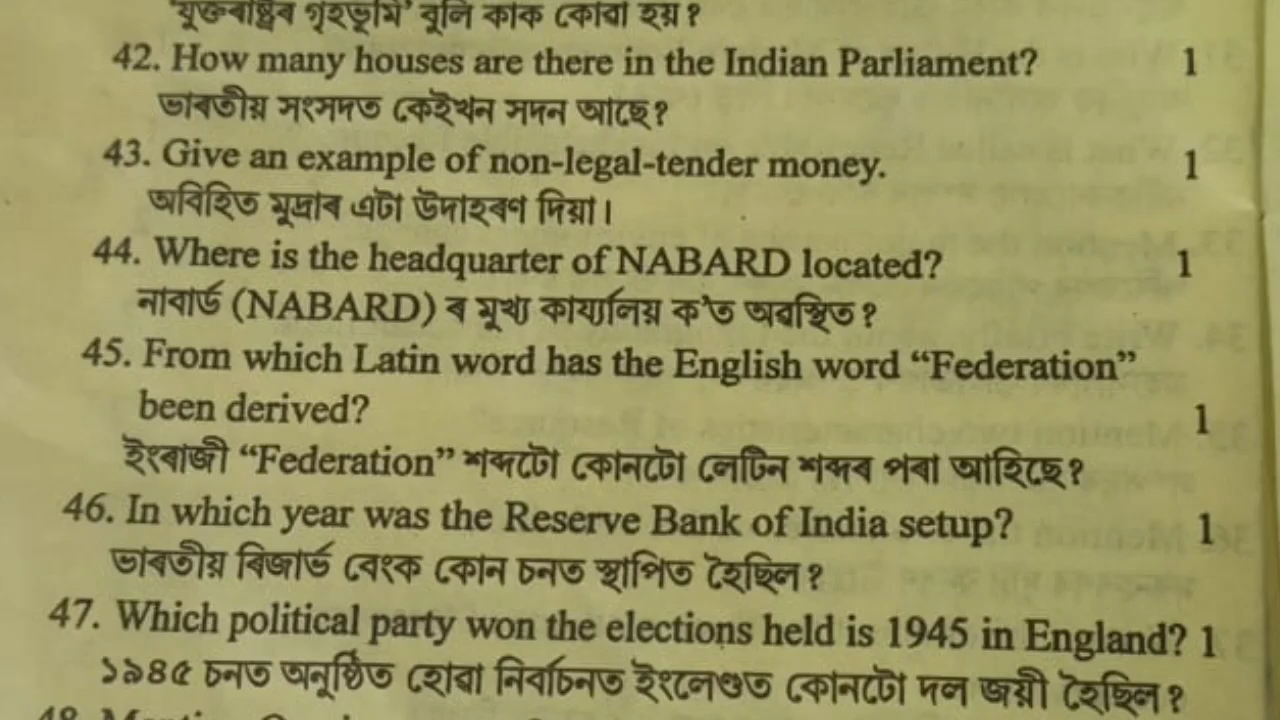 'যুক্তৰাষ্ট্ৰৰ গৃহভূমি' বুলি কাক কোৱা হয়?
42. How many houses are there in the Indian Parliament? 1
ভাৰতীয় সংসদত কেইখন সদন আছে?
43. Give an example of non-legal-tender money. 1
অবিহিত মুদ্ৰাৰ এটা উদাহৰণ দিয়া।
44. Where is the headquarter of NABARD located? 1
নাবাৰ্ড (NABARD) ৰ মুখ্য কাৰ্য্যালয় ক'ত অৱস্থিত?
45. From which Latin word has the English word “Federation”
been derived? 1
ইংৰাজী “Federation” শব্দটো কোনটো লেটিন শব্দৰ পৰা আহিছে?
46. In which year was the Reserve Bank of India setup? 1
ভাৰতীয় ৰিজাৰ্ভ বেংক কোন চনত স্থাপিত হৈছিল?
47. Which political party won the elections held is 1945 in England? 1
১৯৪৫ চনত অনুষ্ঠিত হোৱা নিৰ্বাচনত ইংলেণ্ডত কোনটো দল জয়ী হৈছিল?
48.